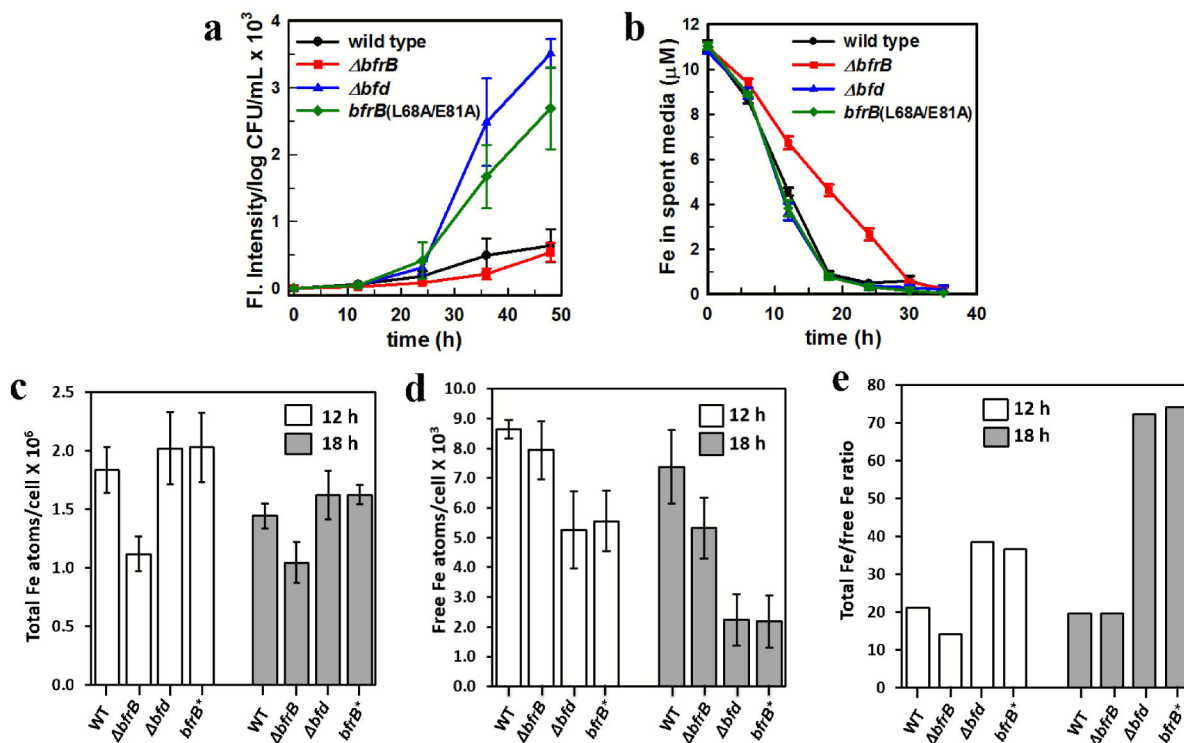 a
Fl. Intensity/log CFU/mL x 10³
3
2
1
0
wild type
ΔbfrB
Δbfd
bfrB(L68A/E81A)
0 10 20 30 40 50
time (h)
b
Fe in spent media (μM)
12
10
8
6
4
2
0
wild type
ΔbfrB
Δbfd
bfrB(L68A/E81A)
0 10 20 30 40
time (h)
c
Total Fe atoms/cell X 10⁶
2.5
2.0
1.5
1.0
0.5
0.0
12 h
18 h
WT ΔbfrB Δbfd bfrB* WT ΔbfrB Δbfd bfrB*
d
Free Fe atoms/cell X 10³
10.0
9.0
8.0
7.0
6.0
5.0
4.0
3.0
2.0
1.0
0.0
12 h
18 h
WT ΔbfrB Δbfd bfrB* WT ΔbfrB Δbfd bfrB*
e
Total Fe/free Fe ratio
80
70
60
50
40
30
20
10
0
12 h
18 h
WT ΔbfrB Δbfd bfrB* WT ΔbfrB Δbfd bfrB*